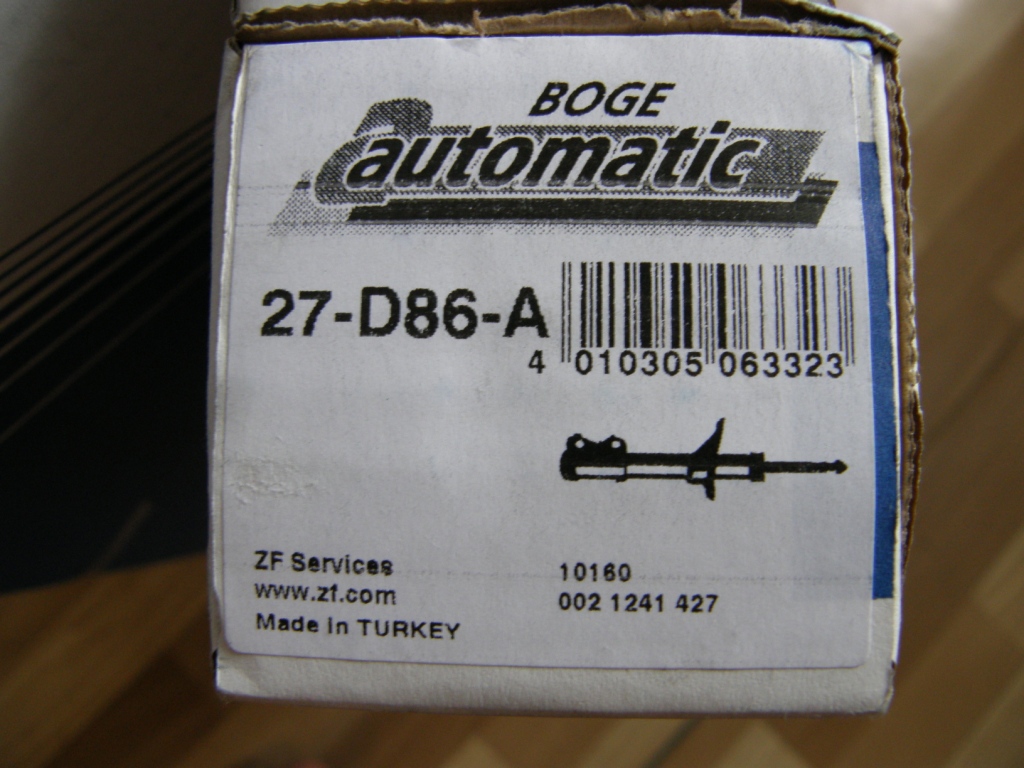 BOGE
automatic
27-D86-A
4 010305 063323
ZF Services
www.zf.com
Made in TURKEY
10160
002 1241 427